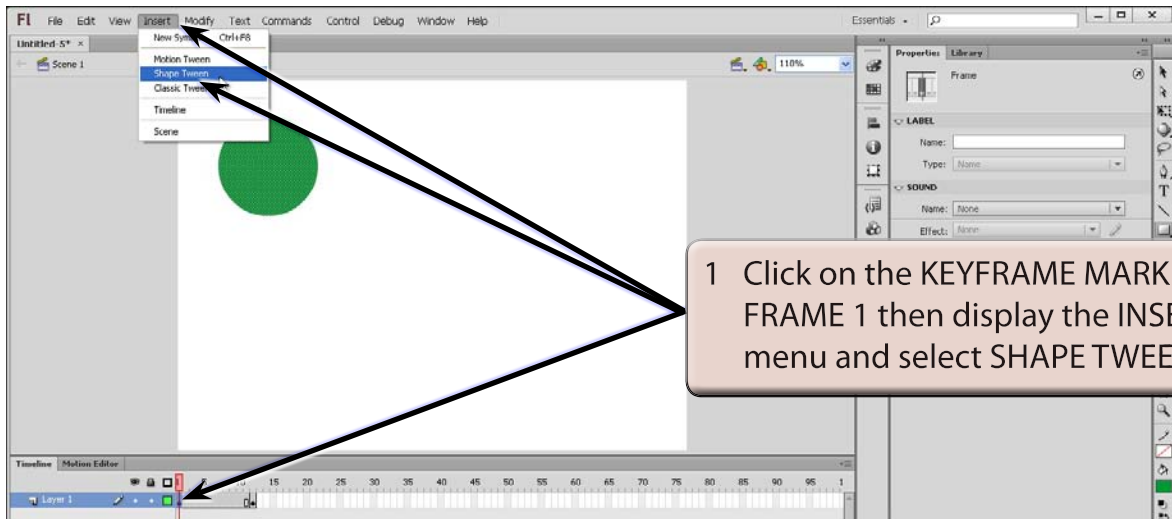 Fl File Edit View Insert Modify Text Commands Control Debug Window Help Essentials
Untitled-5* ×
Scene 1
New Ctrl+F8
Motion Tween
Shape Tween
Classic
Timeline
Scene
110%
Properties Library
Frame
LABEL
Name:
Type: Name
SOUND
Name: None
Effect: None
1 Click on the KEYFRAME MARK
FRAME 1 then display the INSE
menu and select SHAPE TWEE
Timeline Motion Editor
15 20 25 30 35 40 45 50 55 60 65 70 75 80 85 90 95 1
Layer 1